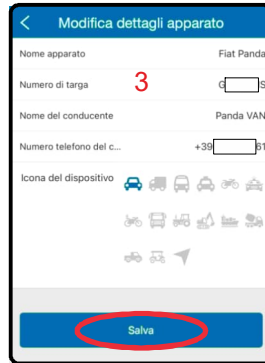 Modifica dettagli apparato
Nome apparato Fiat Panda
Numero di targa 3 G S
Nome del conducente Panda VAN
Numero telefono del c... +39 61
Icona del dispositivo
Salva